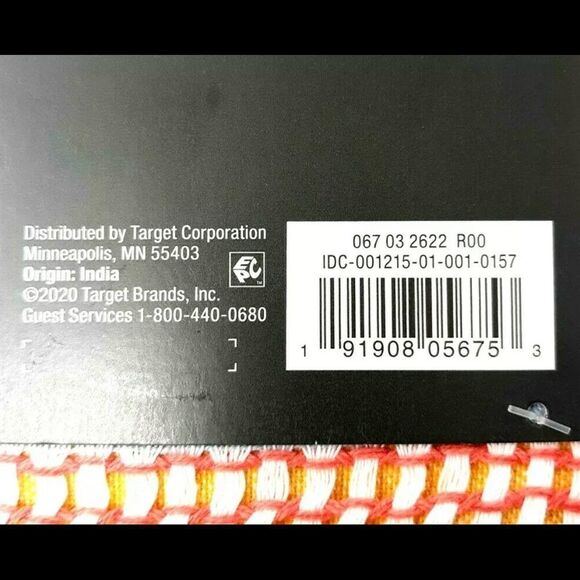 Distributed by Target Corporation
Minneapolis, MN 55403
Origin: India
©2020 Target Brands, Inc.
Guest Services 1-800-440-0680
EPC
067 03 2622 R00
IDC-001215-01-001-0157
1 91908 05675 3